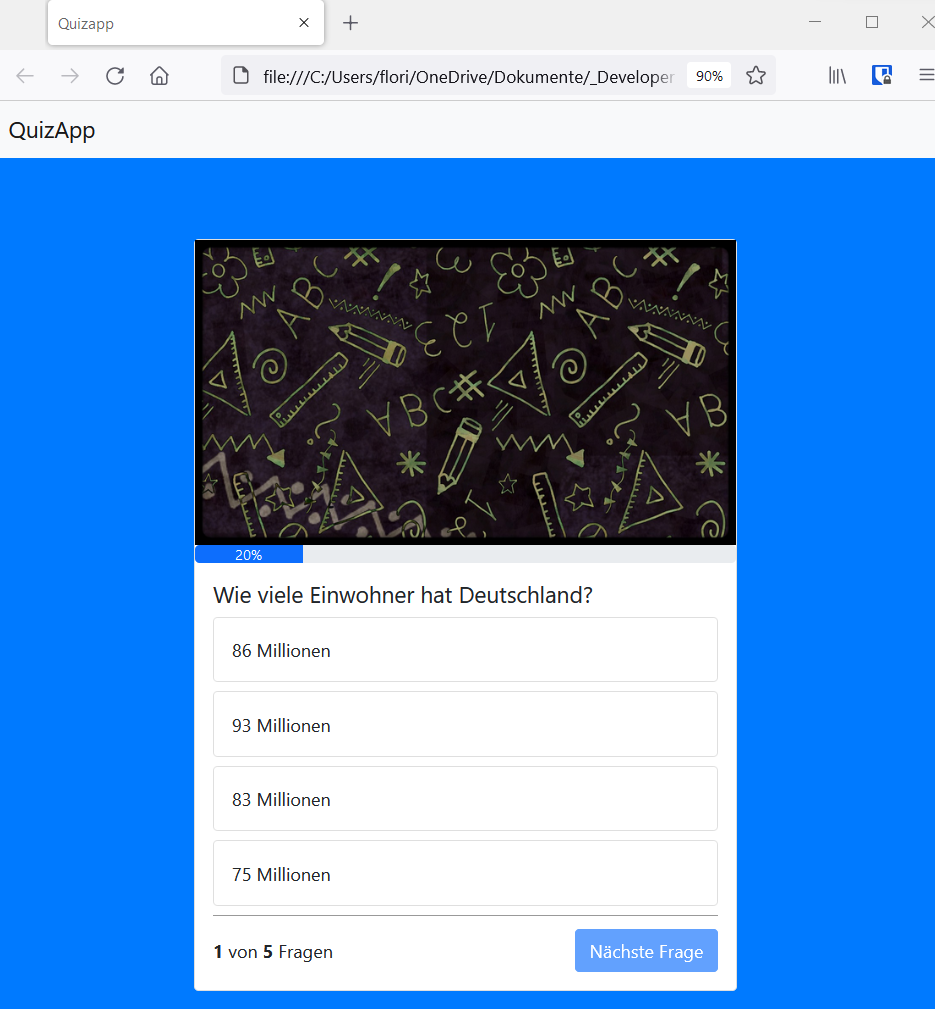 Quizapp
file:///C:/Users/flori/OneDrive/Dokumente/_Developer
90%
QuizApp
A B
A B
A B C
A B
20%
Wie viele Einwohner hat Deutschland?
86 Millionen
93 Millionen
83 Millionen
75 Millionen
1 von 5 Fragen
Nächste Frage